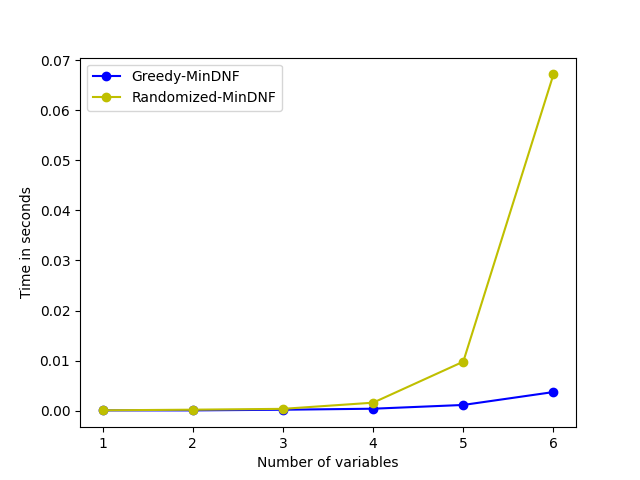 Greedy-MinDNF
Randomized-MinDNF
0.07
0.06
0.05
0.04
0.03
0.02
0.01
0.00
Time in seconds
1 2 3 4 5 6
Number of variables